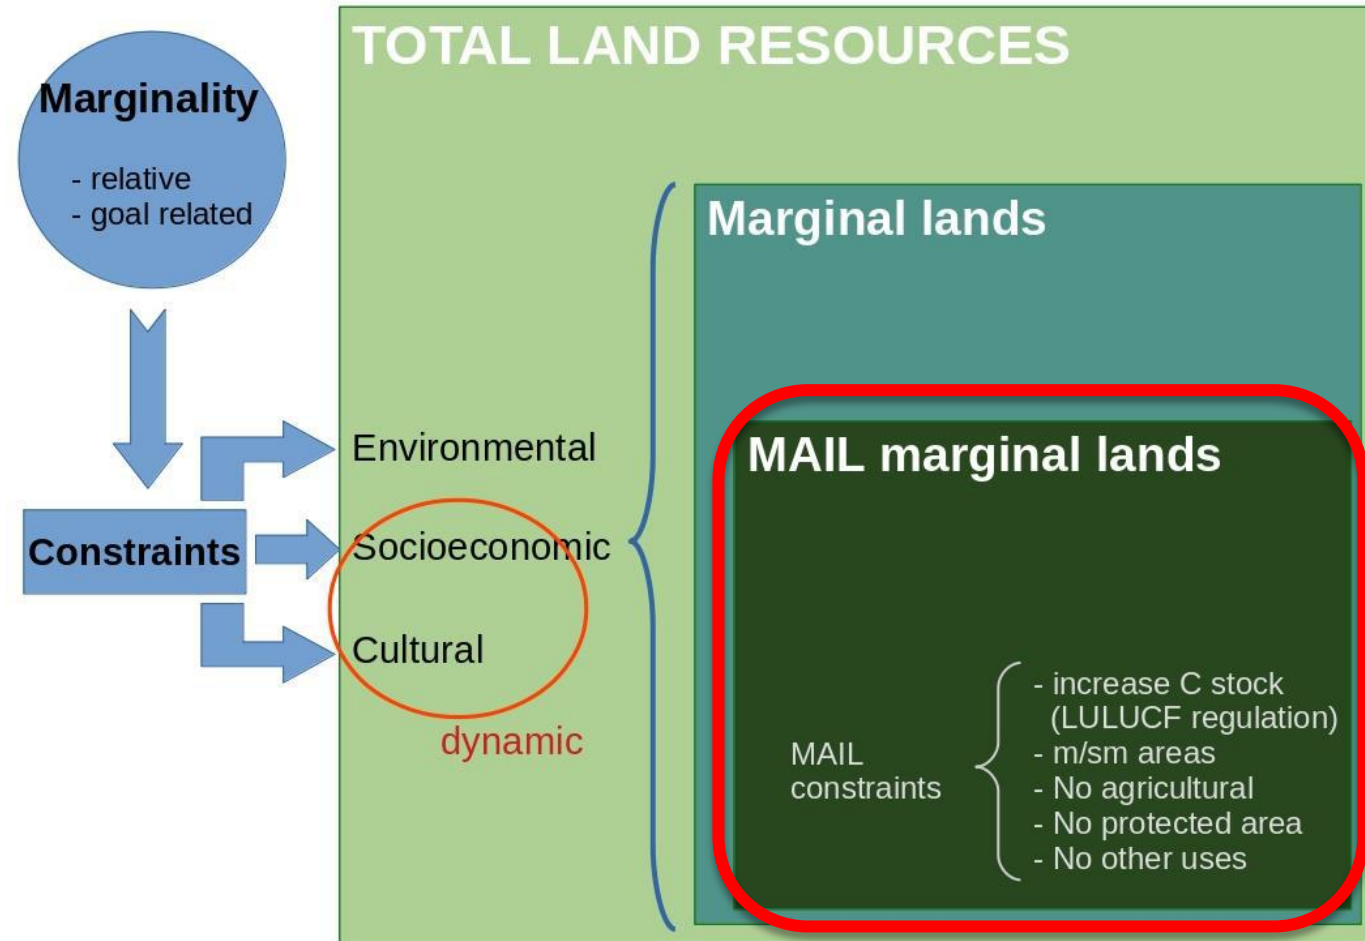 TOTAL LAND RESOURCES
Marginality
- relative
- goal related
Marginal lands
Environmental
MAIL marginal lands
Constraints
Socioeconomic
Cultural
dynamic
MAIL
constraints
- increase C stock
(LULUCF regulation)
- m/sm areas
- No agricultural
- No protected area
- No other uses